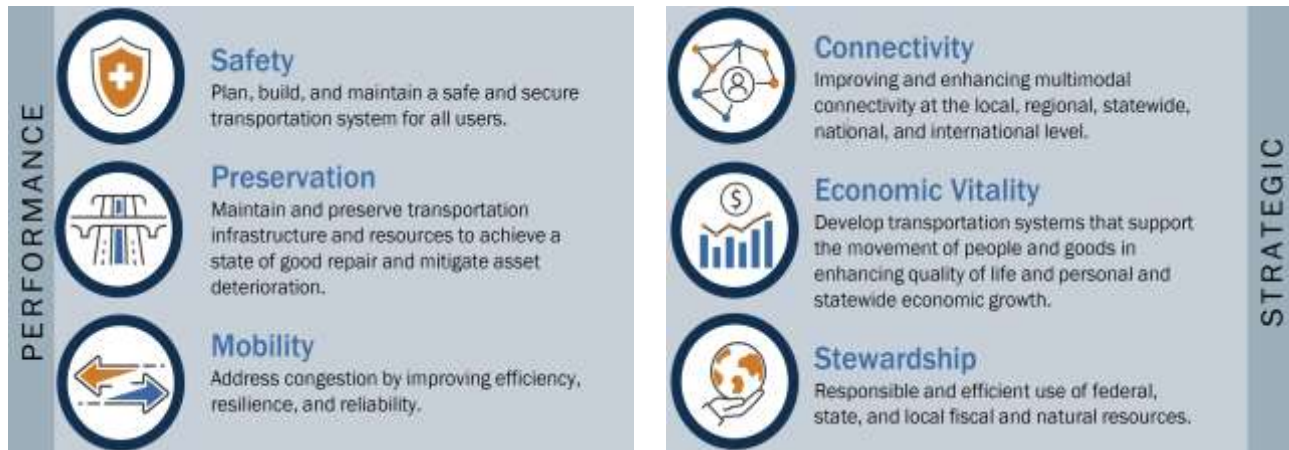 PERFORMANCE
Safety
Plan, build, and maintain a safe and secure
transportation system for all users.
Preservation
Maintain and preserve transportation
infrastructure and resources to achieve a
state of good repair and mitigate asset
deterioration.
Mobility
Address congestion by improving efficiency,
resilience, and reliability.
Connectivity
Improving and enhancing multimodal
connectivity at the local, regional, statewide,
national, and international level.
$
Economic Vitality
Develop transportation systems that support
the movement of people and goods in
enhancing quality of life and personal and
statewide economic growth.
Stewardship
Responsible and efficient use of federal,
state, and local fiscal and natural resources.
STRATEGIC